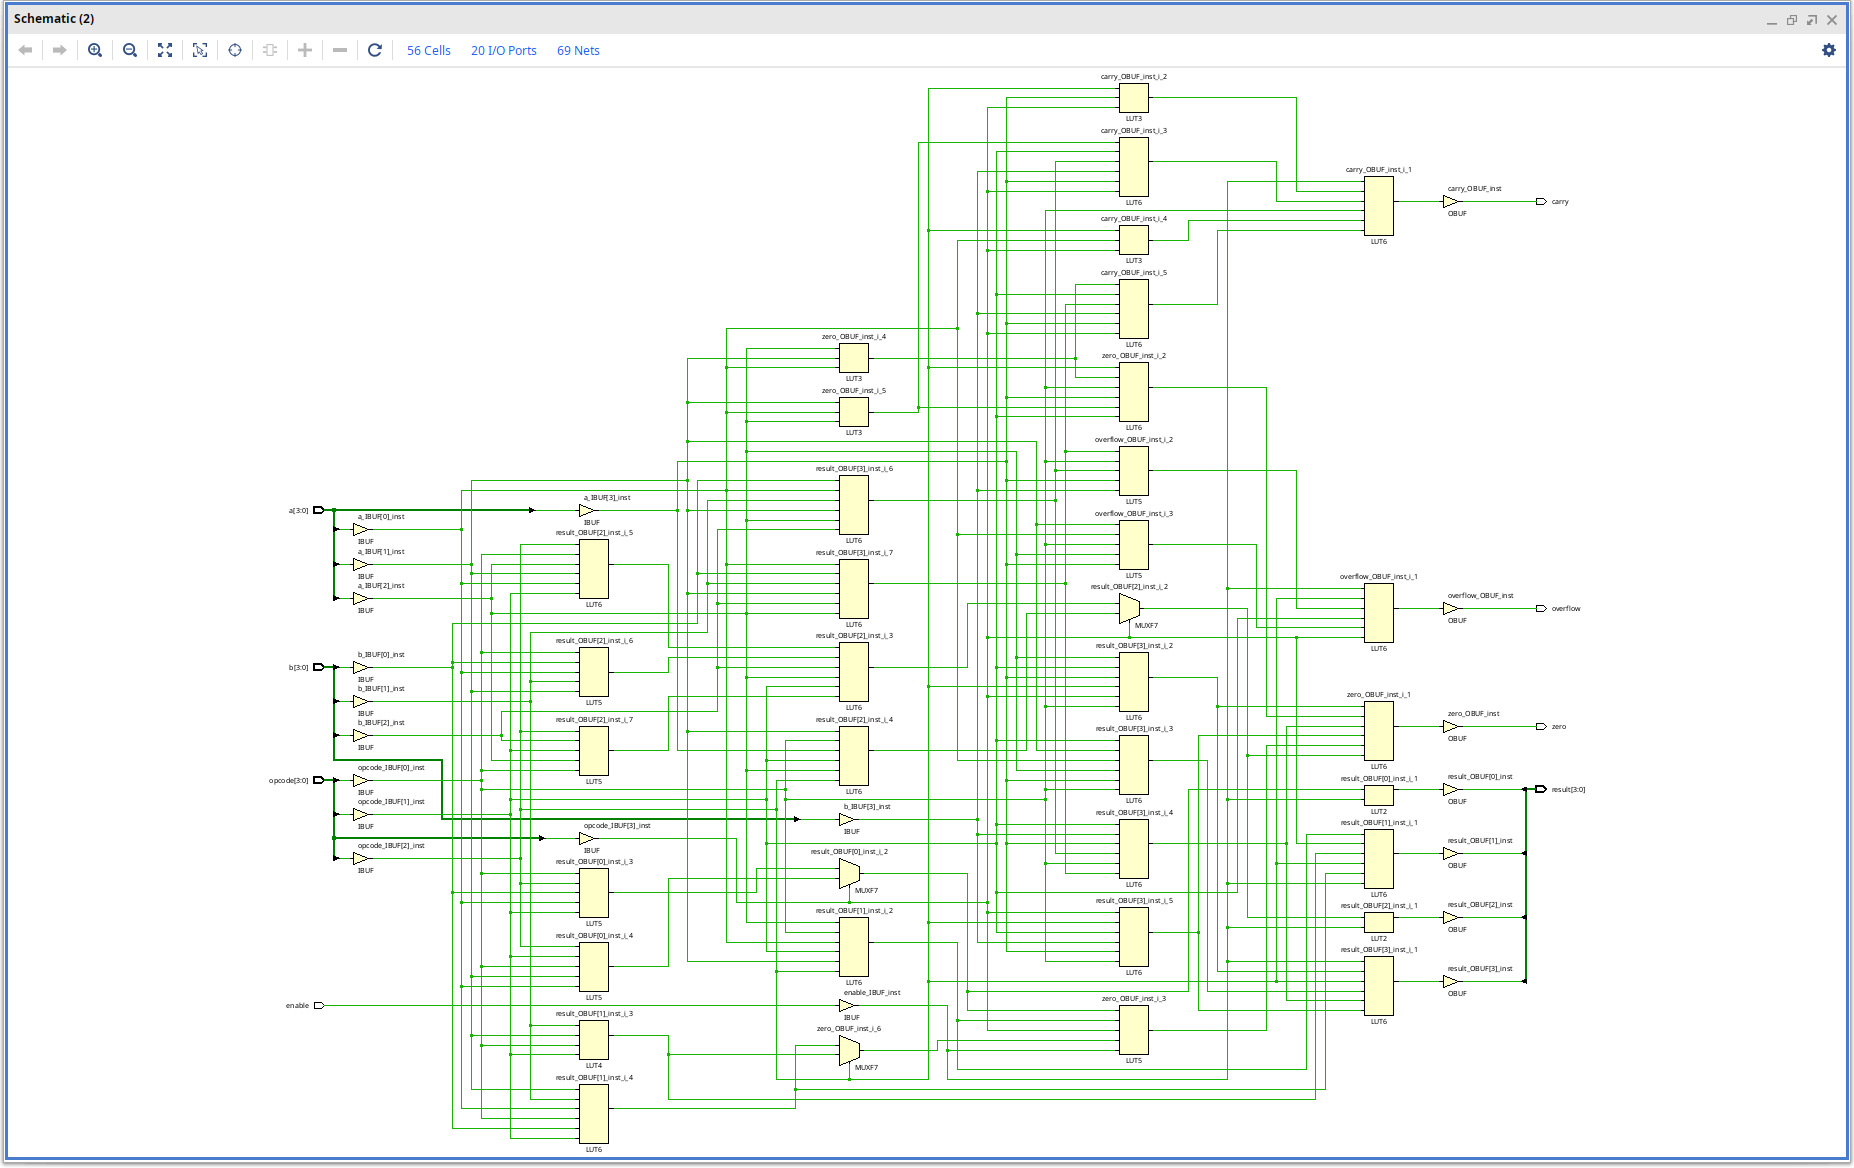 Schematic (2)
56 Cells 20 I/O Ports 69 Nets
carry_OBUF_inst_i_2
LUT3
carry_OBUF_inst_i_3
LUT6
carry_OBUF_inst_i_4
LUT3
carry_OBUF_inst_i_5
LUT6
carry_OBUF_inst_i_1
LUT6
carry_OBUF_inst
OBUF
carry
zero_OBUF_inst_i_4
LUT3
zero_OBUF_inst_i_5
LUT3
zero_OBUF_inst_i_2
LUT6
overflow_OBUF_inst_i_2
LUT5
overflow_OBUF_inst_i_3
LUT5
result_OBUF[3]_inst_i_6
LUT6
result_OBUF[3]_inst_i_7
LUT6
result_OBUF[2]_inst_i_3
LUT6
result_OBUF[2]_inst_i_4
LUT6
a[3:0]
a_IBUF[0]_inst
IBUF
a_IBUF[1]_inst
IBUF
a_IBUF[2]_inst
IBUF
a_IBUF[3]_inst
IBUF
result_OBUF[2]_inst_i_5
LUT6
result_OBUF[2]_inst_i_6
LUT5
result_OBUF[2]_inst_i_7
LUT5
b[3:0]
b_IBUF[0]_inst
IBUF
b_IBUF[1]_inst
IBUF
b_IBUF[2]_inst
IBUF
opcode[3:0]
opcode_IBUF[0]_inst
IBUF
opcode_IBUF[1]_inst
IBUF
opcode_IBUF[2]_inst
IBUF
opcode_IBUF[3]_inst
IBUF
b_IBUF[3]_inst
IBUF
result_OBUF[0]_inst_i_3
LUT5
result_OBUF[0]_inst_i_4
LUT5
result_OBUF[0]_inst_i_2
MUXF7
result_OBUF[1]_inst_i_2
LUT6
enable
enable_IBUF_inst
IBUF
result_OBUF[1]_inst_i_3
LUT4
result_OBUF[1]_inst_i_4
LUT6
zero_OBUF_inst_i_6
MUXF7
result_OBUF[2]_inst_i_2
MUXF7
result_OBUF[3]_inst_i_2
LUT6
result_OBUF[3]_inst_i_3
LUT6
result_OBUF[3]_inst_i_4
LUT6
result_OBUF[3]_inst_i_5
LUT6
zero_OBUF_inst_i_3
LUT5
overflow_OBUF_inst_i_1
LUT6
overflow_OBUF_inst
OBUF
overflow
zero_OBUF_inst_i_1
LUT6
zero_OBUF_inst
OBUF
zero
result_OBUF[0]_inst_i_1
LUT2
result_OBUF[0]_inst
OBUF
result[3:0]
result_OBUF[1]_inst_i_1
LUT6
result_OBUF[1]_inst
OBUF
result_OBUF[2]_inst_i_1
LUT2
result_OBUF[2]_inst
OBUF
result_OBUF[3]_inst_i_1
LUT6
result_OBUF[3]_inst
OBUF